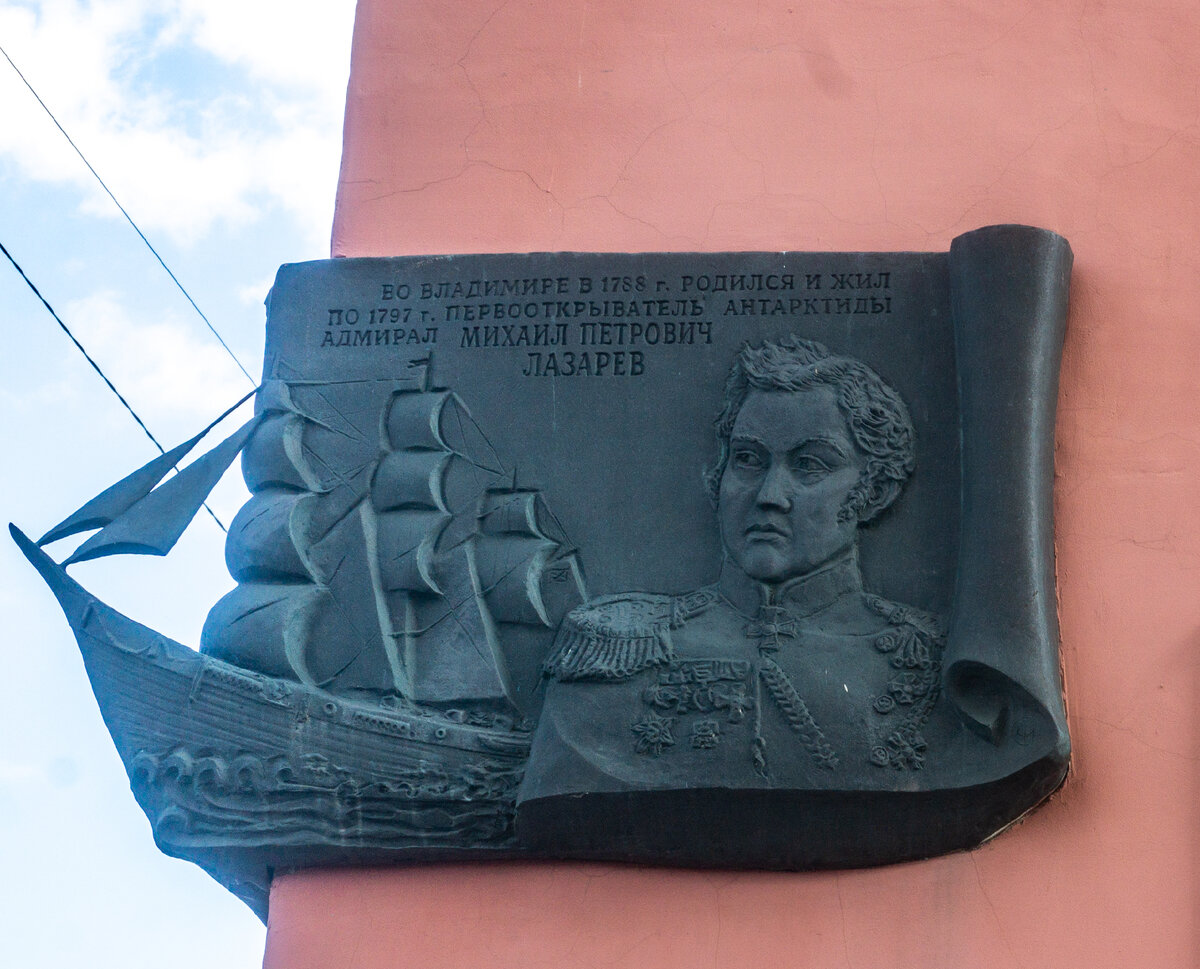 ВО ВЛАДИМИРЕ В 1788 г. РОДИЛСЯ И ЖИЛ
ПО 1797 г. ПЕРВООТКРЫВАТЕЛЬ АНТАРКТИДЫ
АДМИРАЛ МИХАИЛ ПЕТРОВИЧ
ЛАЗАРЕВ